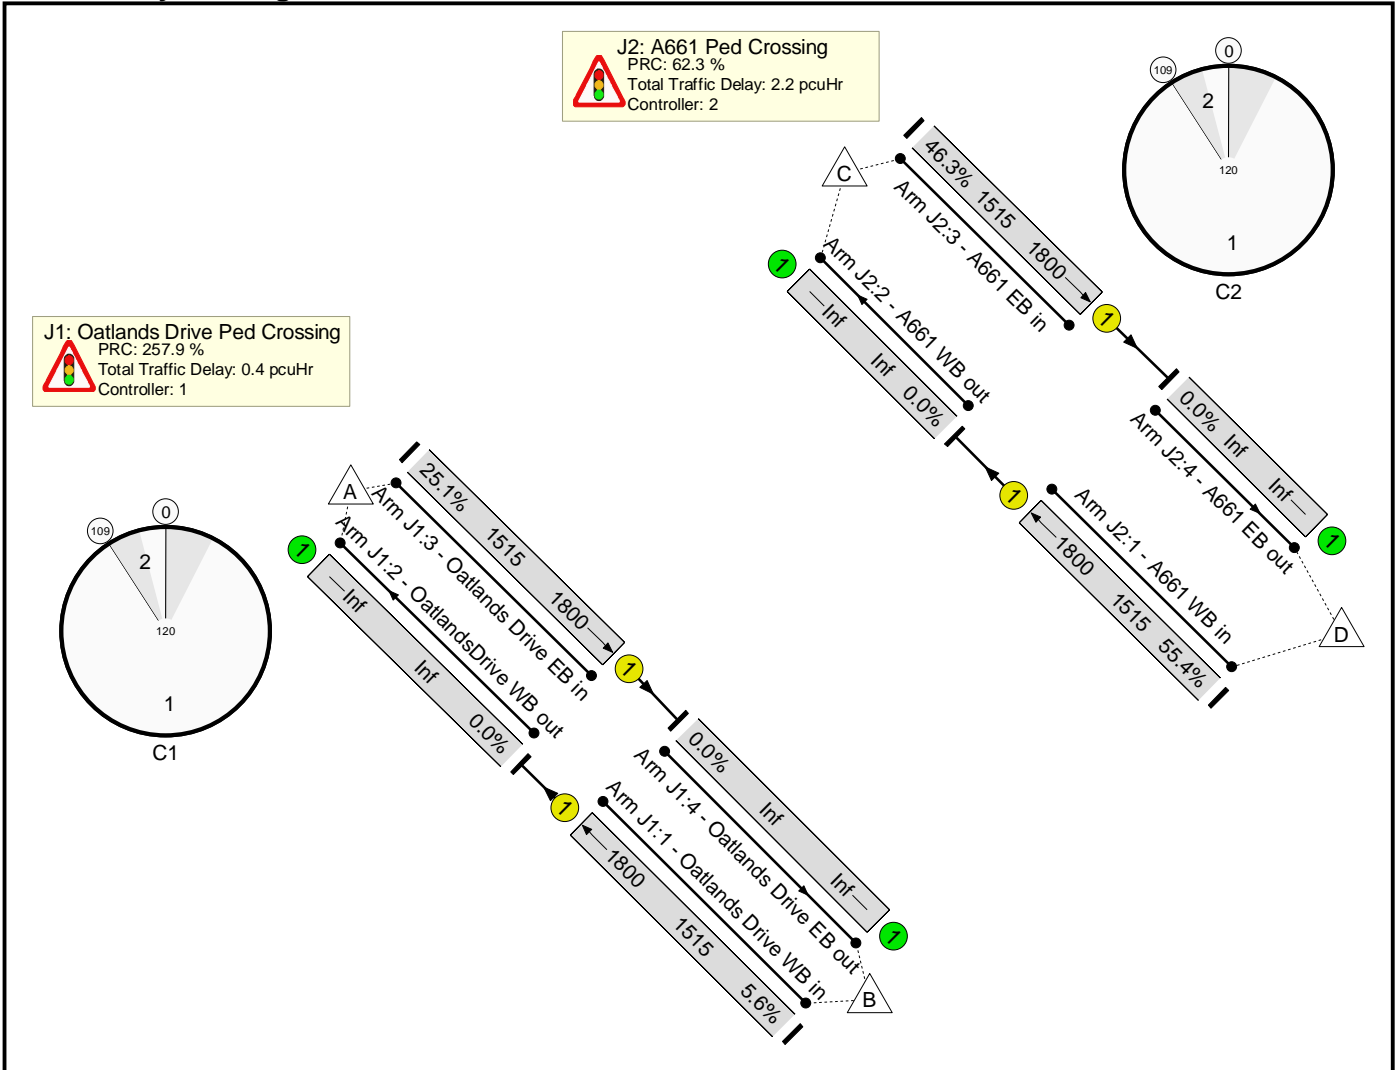 J2: A661 Ped Crossing
PRC: 62.3 %
Total Traffic Delay: 2.2 pcuHr
Controller: 2
0
109
2
120
1
C2
C
46.3% 1515 1800
Arm J2:3 - A661 EB in
1
1
Arm J2:2 - A661 WB out
Inf Inf 0.0%
0.0% Inf Inf
Arm J2:4 - A661 EB out
1
1
Arm J2:1 - A661 WB in
1800 1515 55.4%
D
J1: Oatlands Drive Ped Crossing
PRC: 257.9 %
Total Traffic Delay: 0.4 pcuHr
Controller: 1
0
109
2
120
1
C1
A
25.1% 1515 1800
Arm J1:3 - Oatlands Drive EB in
1
1
Arm J1:2 - OatlandsDrive WB out
Inf Inf 0.0%
0.0% Inf Inf
Arm J1:4 - Oatlands Drive EB out
1
1
Arm J1:1 - Oatlands Drive WB in
1800 1515 5.6%
B